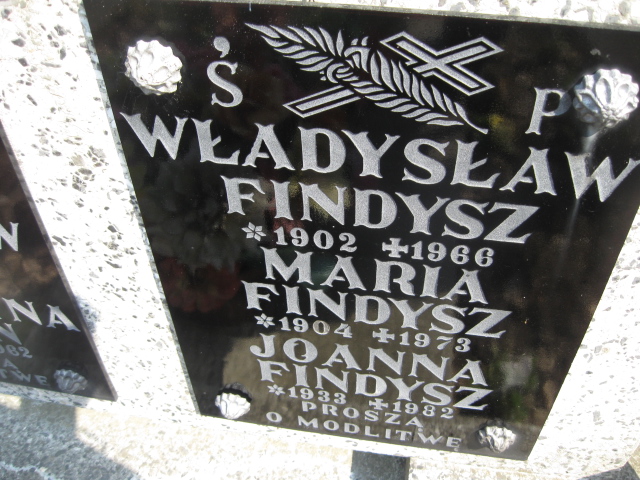 Ś P
WŁADYSŁAW
FINDYSZ
*1902 ✝1966
MARIA
FINDYSZ
*1904 ✝1973
JOANNA
FINDYSZ
*1933 ✝1982
PROSZĄ
O MODLITWĘ